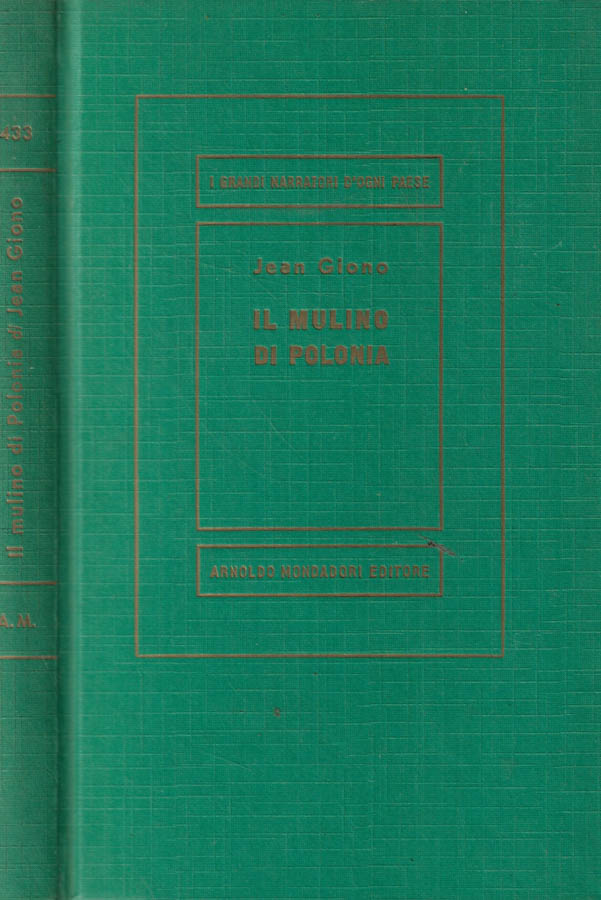 433
Il mulino di Polonia di Jean Giono
A.M.
I GRANDI NARRATORI D'OGNI PAESE
Jean Giono
IL MULINO
DI POLONIA
ARNOLDO MONDADORI EDITORE